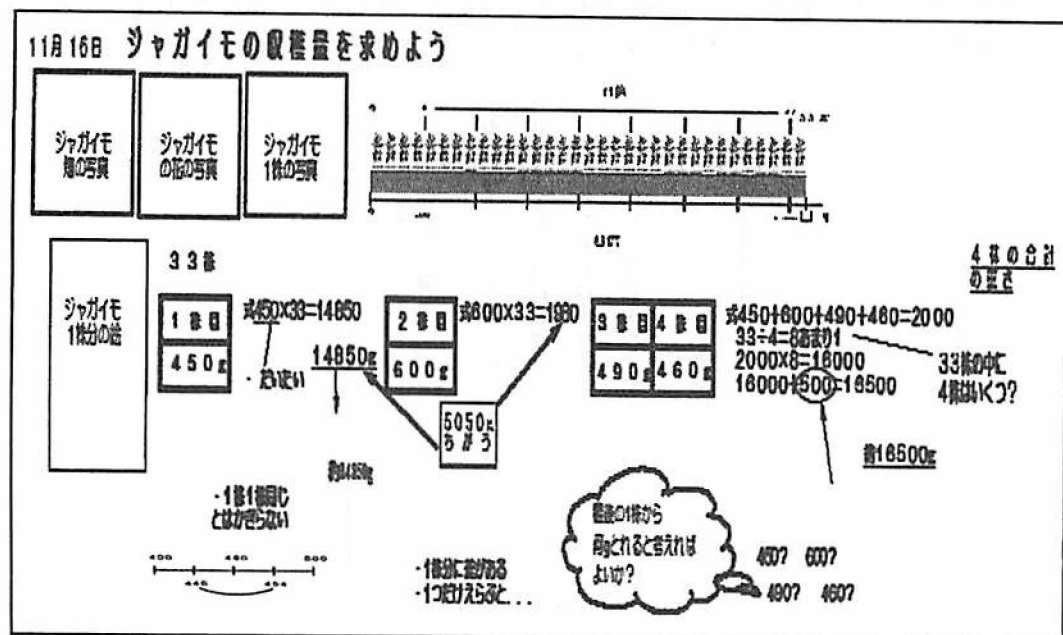 11月16日 ジャガイモの収穫量を求めよう
ジャガイモ
畑の写真
ジャガイモ
の花の写真
ジャガイモ
1株の写真
33株
4株の合計
の重さ
ジャガイモ
1株分の絵
1株目
450g
式450×33=14850
・だいたい
14850g
約14850g
2株目
600g
式600×33=1980
5050g
ちがう
3株目
4株目
490g
460g
式450+600+490+460=2000
33÷4=8あまり1
2000×8=16000
16000+500=16500
33株の中に
4株はいくつ?
約16500g
・1株1株同じ
とはかぎらない
・1つだけえらぶと...
最後の1株から
何gとれると答えれば
よいか?
450? 600?
490? 460?